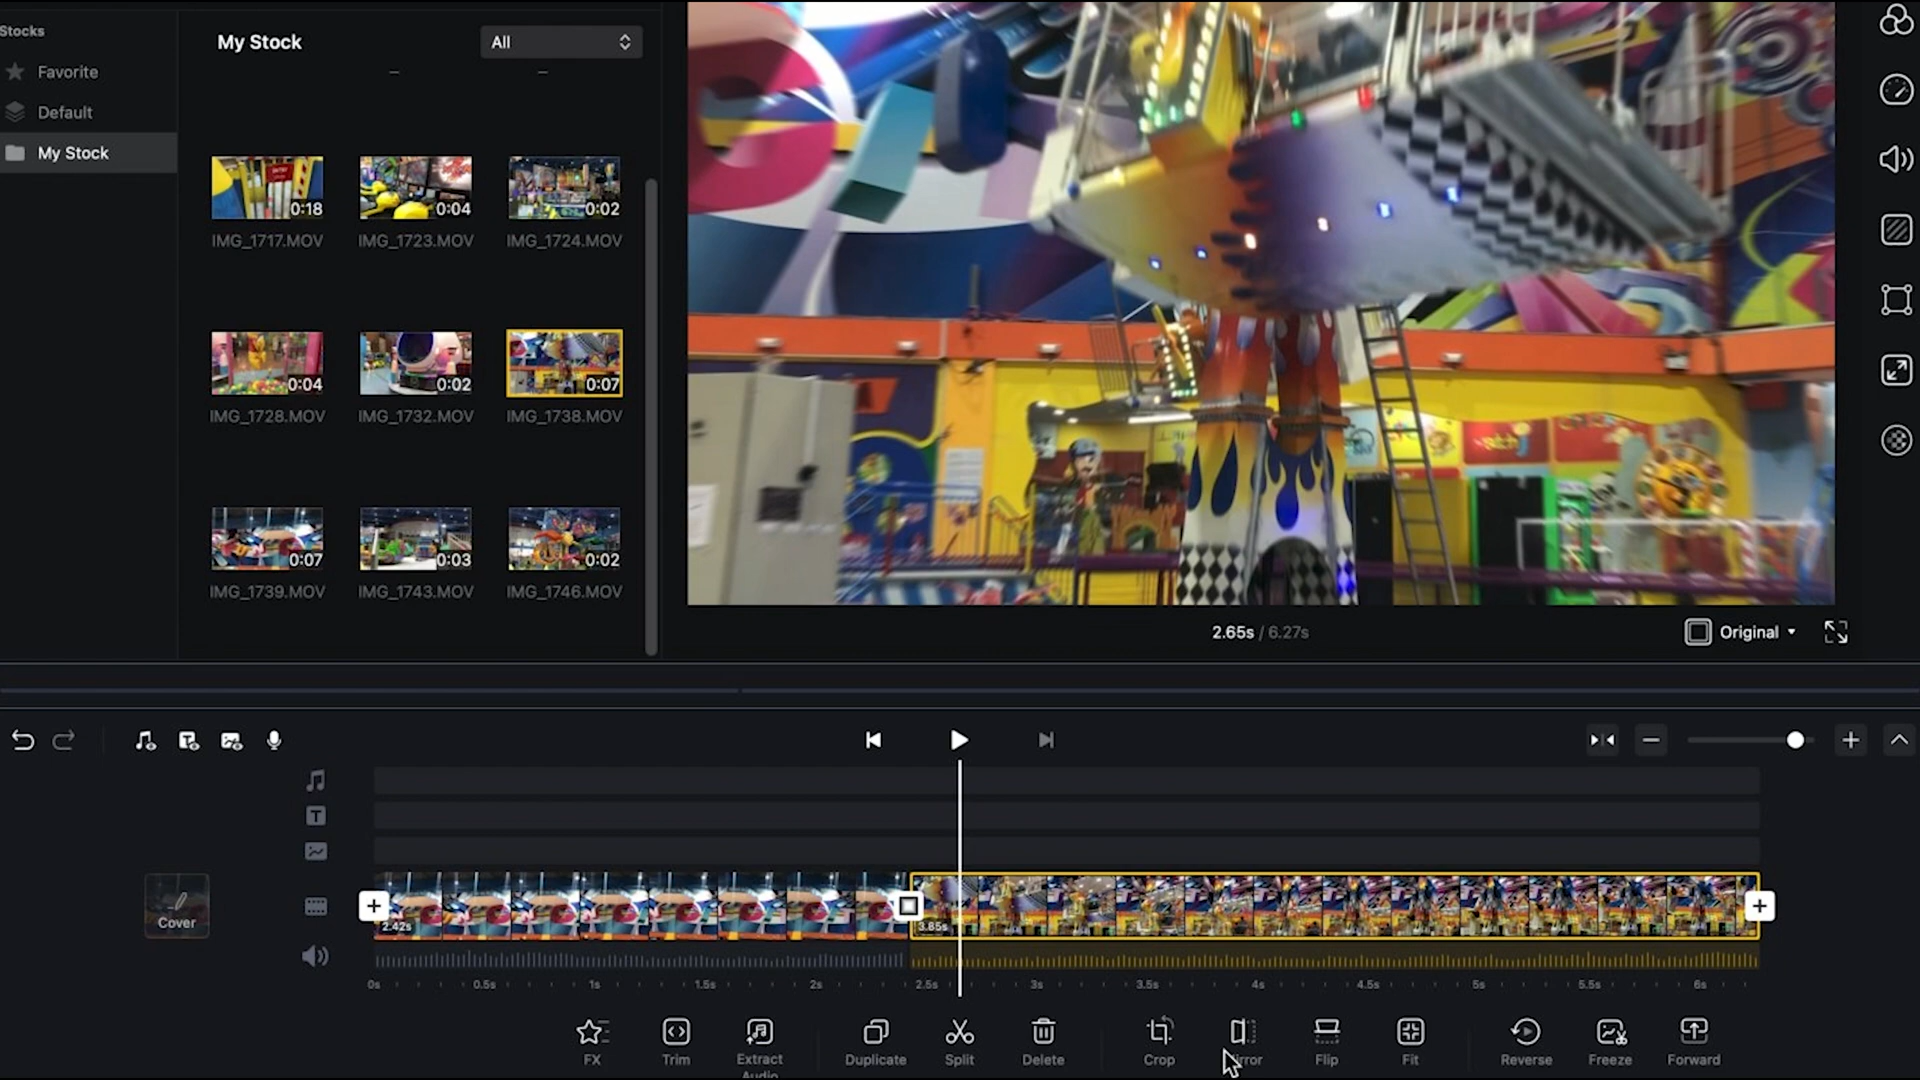 Stocks
My Stock
All
Favorite
Default
My Stock
0:18
0:04
0:02
IMG_1717.MOV
IMG_1723.MOV
IMG_1724.MOV
0:04
0:02
0:07
IMG_1728.MOV
IMG_1732.MOV
IMG_1738.MOV
0:07
0:03
0:02
IMG_1739.MOV
IMG_1743.MOV
IMG_1746.MOV
2.65s / 6.27s
Original
Cover
2.42s
3.85s
0s
0.5s
1s
1.5s
2s
2.5s
3s
3.5s
4s
4.5s
5s
5.5s
6s
FX
Trim
Extract
Audio
Duplicate
Split
Delete
Crop
Mirror
Flip
Fit
Reverse
Freeze
Forward